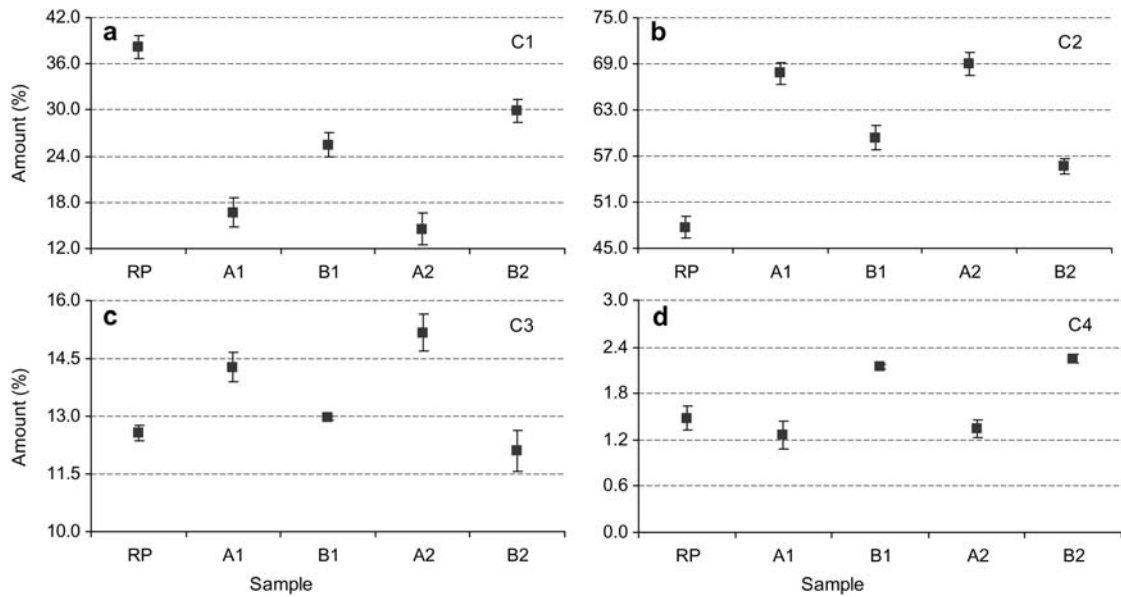 a
C1
Amount (%)
42.0
36.0
30.0
24.0
18.0
12.0
RP A1 B1 A2 B2
b
C2
75.0
69.0
63.0
57.0
51.0
45.0
RP A1 B1 A2 B2
c
C3
Amount (%)
16.0
14.5
13.0
11.5
10.0
RP A1 B1 A2 B2
Sample
d
C4
3.0
2.4
1.8
1.2
0.6
0.0
RP A1 B1 A2 B2
Sample